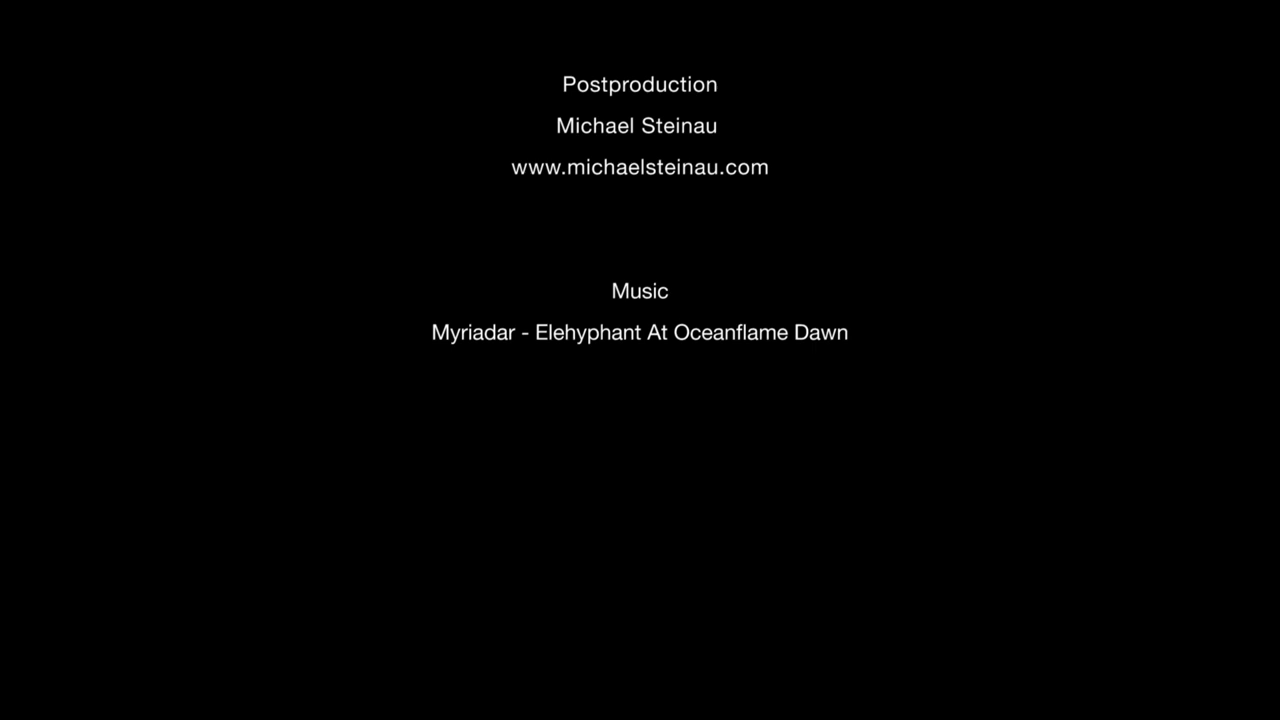 Postproduction
Michael Steinau
www.michaelsteinau.com
Music
Myriadar - Elehyphant At Oceanflame Dawn